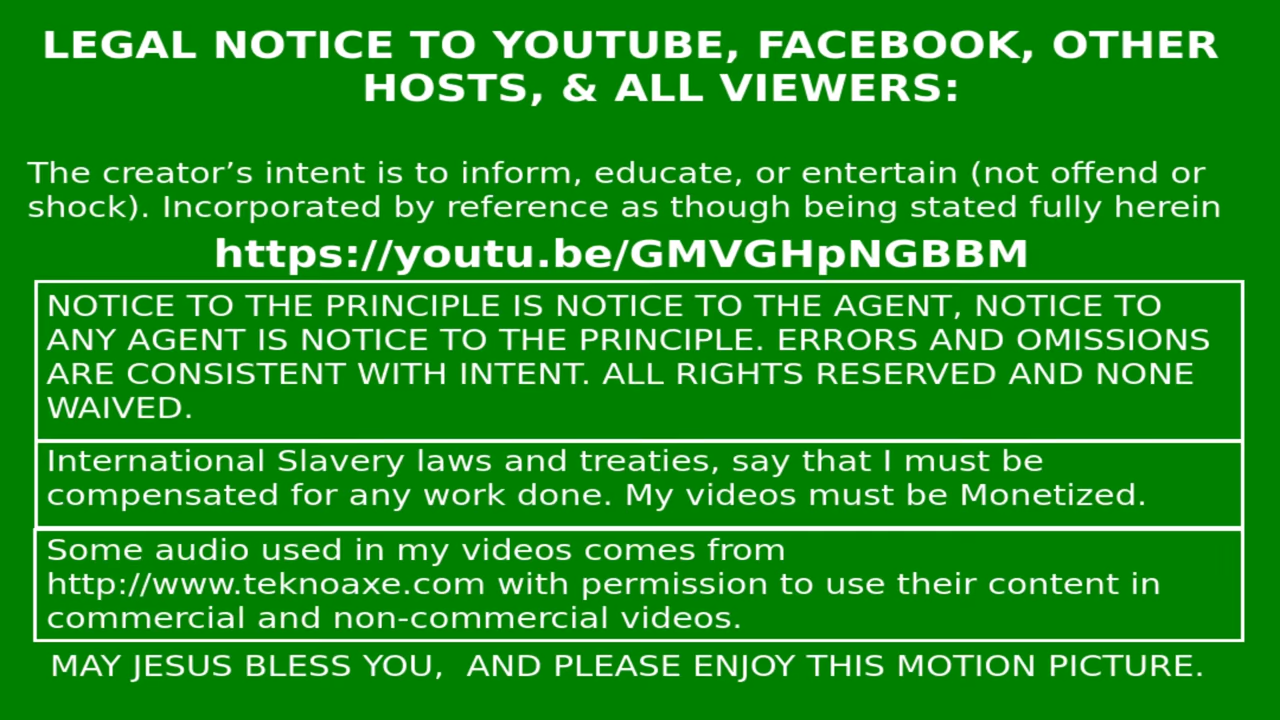 LEGAL NOTICE TO YOUTUBE, FACEBOOK, OTHER
HOSTS, & ALL VIEWERS:
The creator’s intent is to inform, educate, or entertain (not offend or
shock). Incorporated by reference as though being stated fully herein
https://youtu.be/GMVGHpNGBBM
NOTICE TO THE PRINCIPLE IS NOTICE TO THE AGENT, NOTICE TO
ANY AGENT IS NOTICE TO THE PRINCIPLE. ERRORS AND OMISSIONS
ARE CONSISTENT WITH INTENT. ALL RIGHTS RESERVED AND NONE
WAIVED.
International Slavery laws and treaties, say that I must be
compensated for any work done. My videos must be Monetized.
Some audio used in my videos comes from
http://www.teknoaxe.com with permission to use their content in
commercial and non-commercial videos.
MAY JESUS BLESS YOU,  AND PLEASE ENJOY THIS MOTION PICTURE.